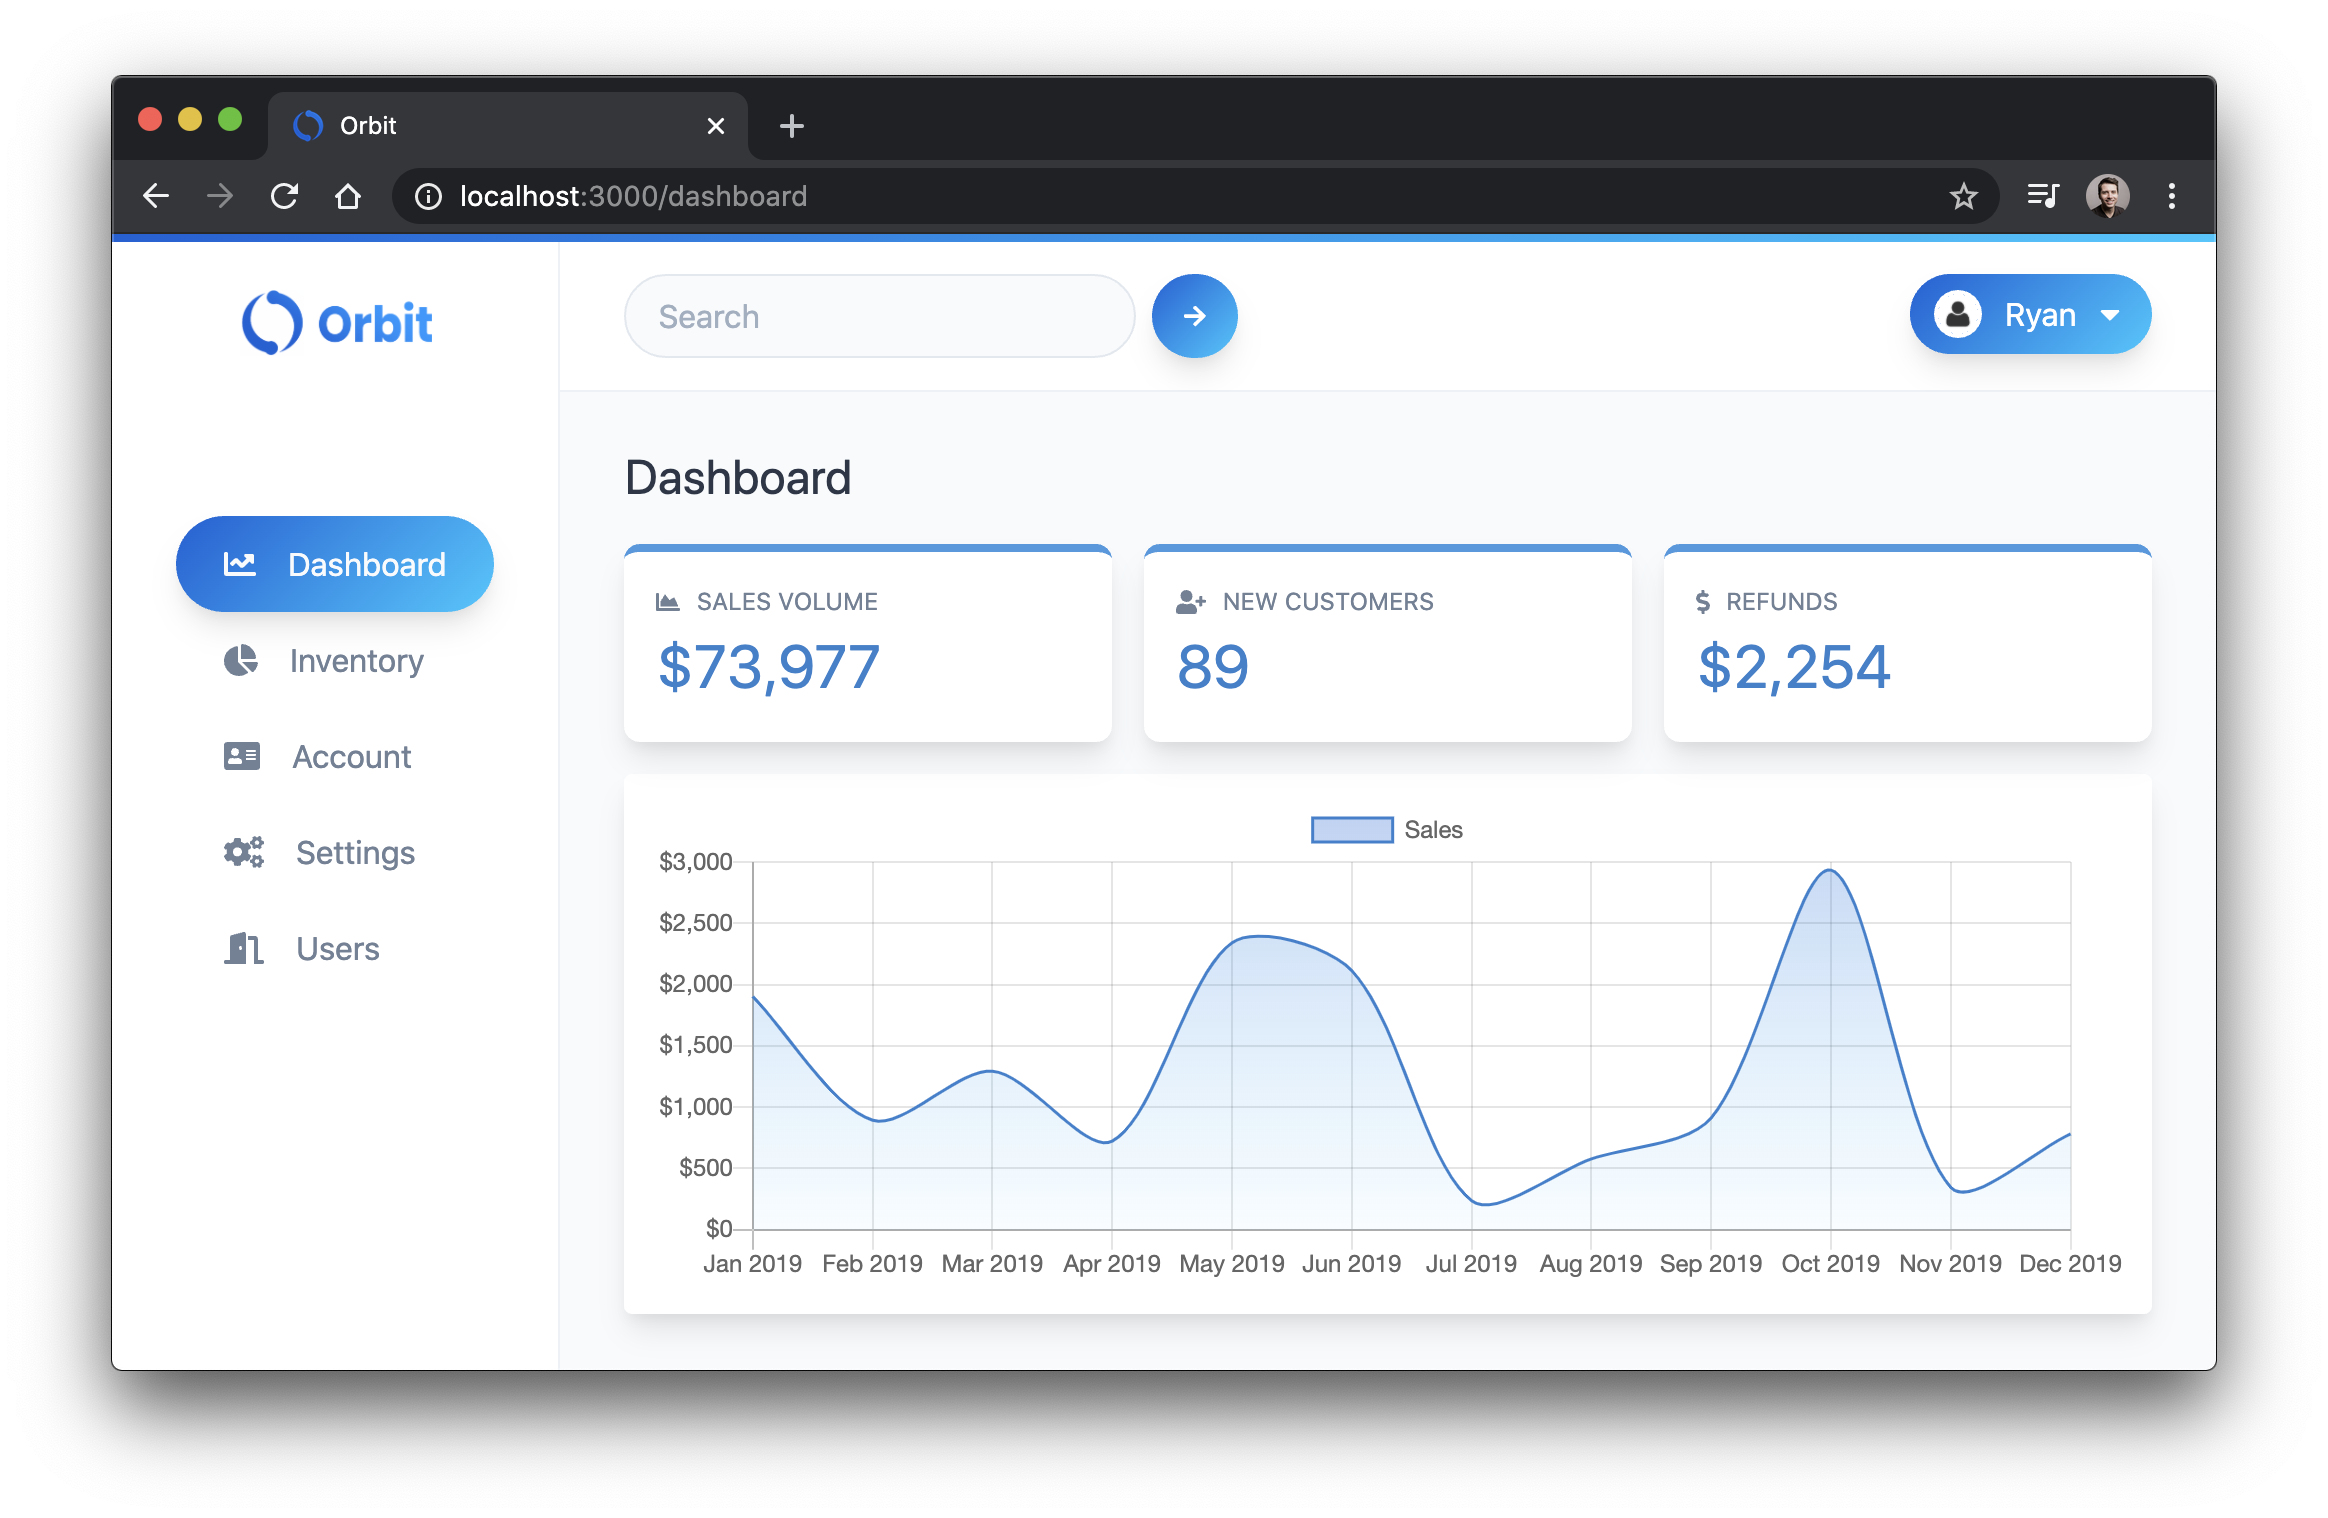 Orbit
localhost:3000/dashboard
Orbit
Search
Ryan
Dashboard
Inventory
Account
Settings
Users
Dashboard
SALES VOLUME
$73,977
NEW CUSTOMERS
89
REFUNDS
$2,254
Sales
$3,000
$2,500
$2,000
$1,500
$1,000
$500
$0
Jan 2019 Feb 2019 Mar 2019 Apr 2019 May 2019 Jun 2019 Jul 2019 Aug 2019 Sep 2019 Oct 2019 Nov 2019 Dec 2019